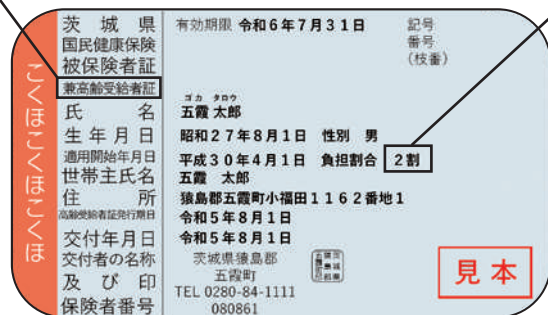 こくほこくほこくほこくほ
茨城県 有効期限 令和6年7月31日 記号
国民健康保険 番号
被保険者証 (枝番)
兼高齢受給者証
ゴカ タロウ
氏名 五霞 太郎
生年月日 昭和27年8月1日 性別 男
適用開始年月日 平成30年4月1日 負担割合 2割
世帯主氏名 五霞 太郎
住所 猿島郡五霞町小福田1162番地1
高齢受給者証発行期日 令和5年8月1日
交付年月日 令和5年8月1日
交付者の名称 茨城県猿島郡
及び印 五霞町
TEL 0280-84-1111
保険者番号 080861
見本